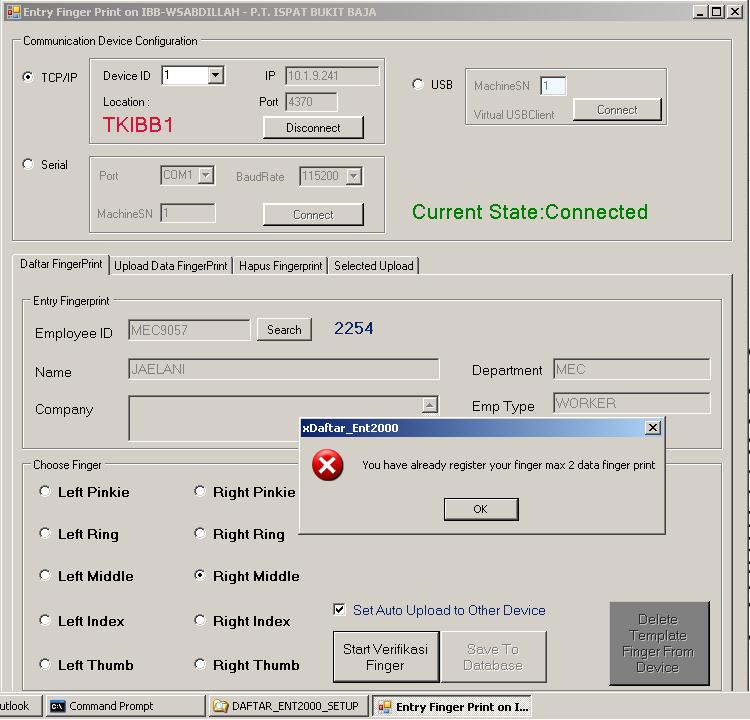 Entry Finger Print on IBB-WSABDILLAH - P.T. ISPAT BUKIT BAJA
Communication Device Configuration
TCP/IP
Device ID 1 IP 10.1.9.241
Location : Port 4370
TKIBB1 Disconnect
USB
MachineSN 1
Virtual USBClient Connect
Serial
Port COM1 BaudRate 115200
MachineSN 1 Connect
Current State:Connected
Daftar FingerPrint Upload Data FingerPrint Hapus Fingerprint Selected Upload
Entry Fingerprint
Employee ID MEC9057 Search 2254
Name JAELANI Department MEC
Company Emp Type WORKER
xDaftar_Ent2000
You have already register your finger max 2 data finger print
OK
Choose Finger
Left Pinkie Right Pinkie
Left Ring Right Ring
Left Middle Right Middle
Left Index Right Index
Left Thumb Right Thumb
Set Auto Upload to Other Device
Start Verifikasi
Finger
Save To
Database
Delete
Template
Finger From
Device
utlook Command Prompt DAFTAR_ENT2000_SETUP Entry Finger Print on I...